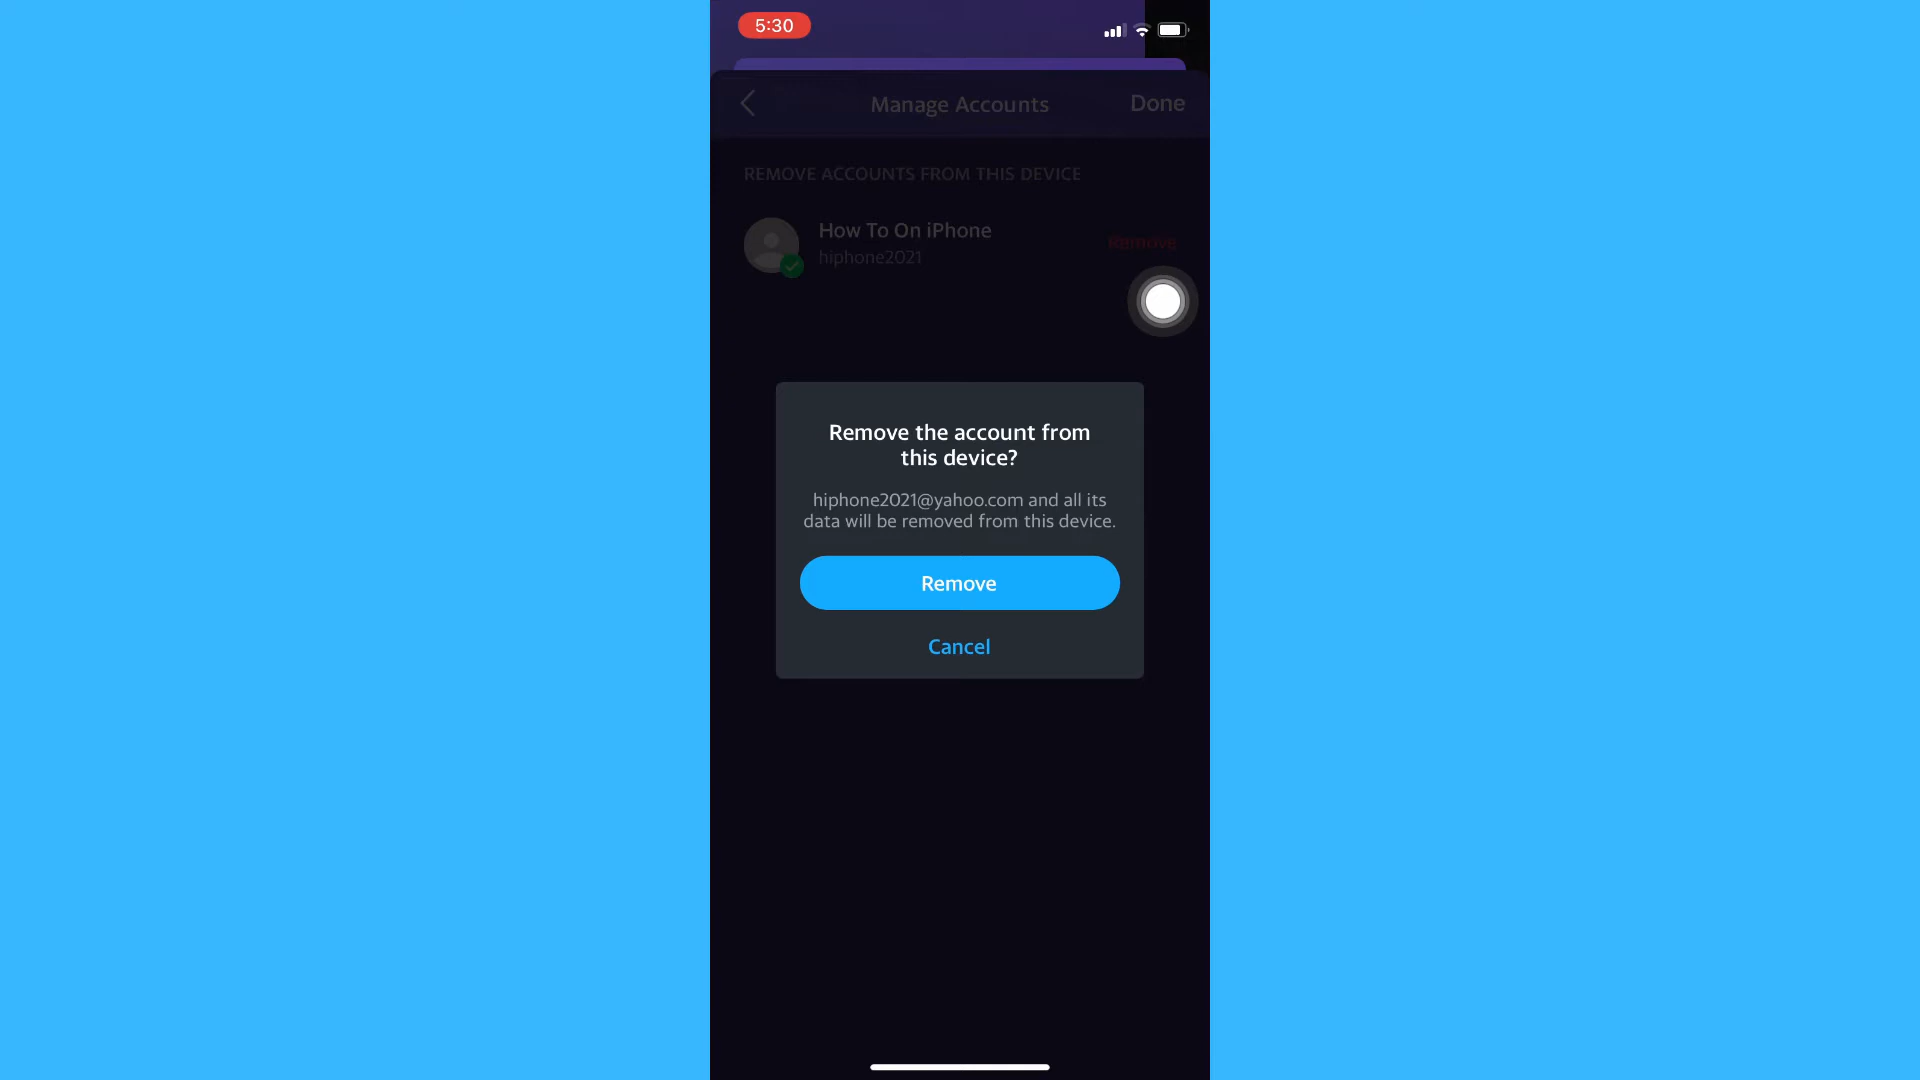 5:30
Manage Accounts
Done
REMOVE ACCOUNTS FROM THIS DEVICE
How To On iPhone
Remove
hiphone2021
Remove the account from
this device?
hiphone2021@yahoo.com and all its
data will be removed from this device.
Remove
Cancel